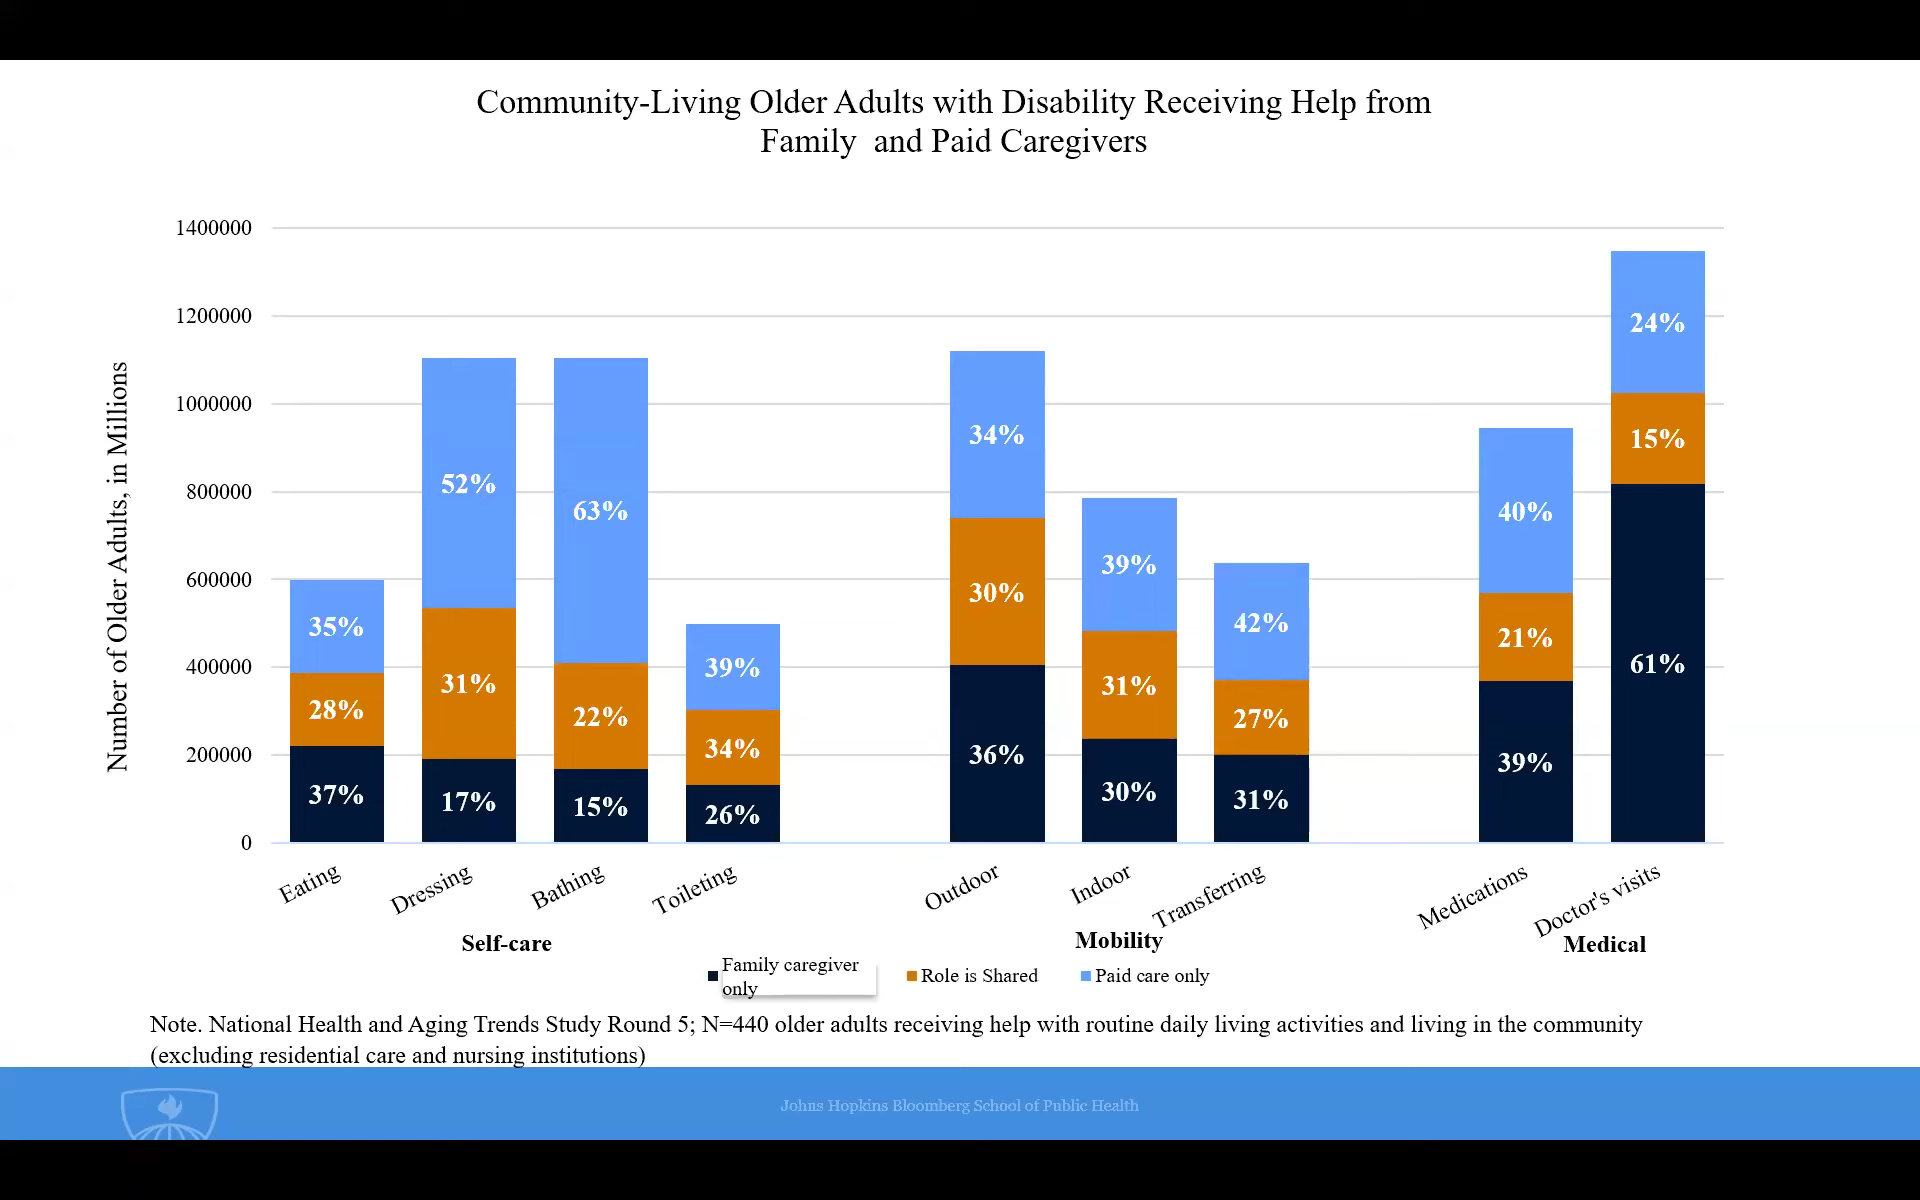 Community-Living Older Adults with Disability Receiving Help from
Family and Paid Caregivers
Number of Older Adults, in Millions
1400000
1200000
1000000
800000
600000
400000
200000
0
35%
28%
37%
52%
31%
17%
63%
22%
15%
39%
34%
26%
34%
30%
36%
39%
31%
30%
42%
27%
31%
40%
21%
39%
24%
15%
61%
Eating
Dressing
Bathing
Toileting
Outdoor
Indoor
Transferring
Medications
Doctor's visits
Self-care
Mobility
Medical
Family caregiver
only
Role is Shared
Paid care only
Note. National Health and Aging Trends Study Round 5; N=440 older adults receiving help with routine daily living activities and living in the community
(excluding residential care and nursing institutions)
Johns Hopkins Bloomberg School of Public Health